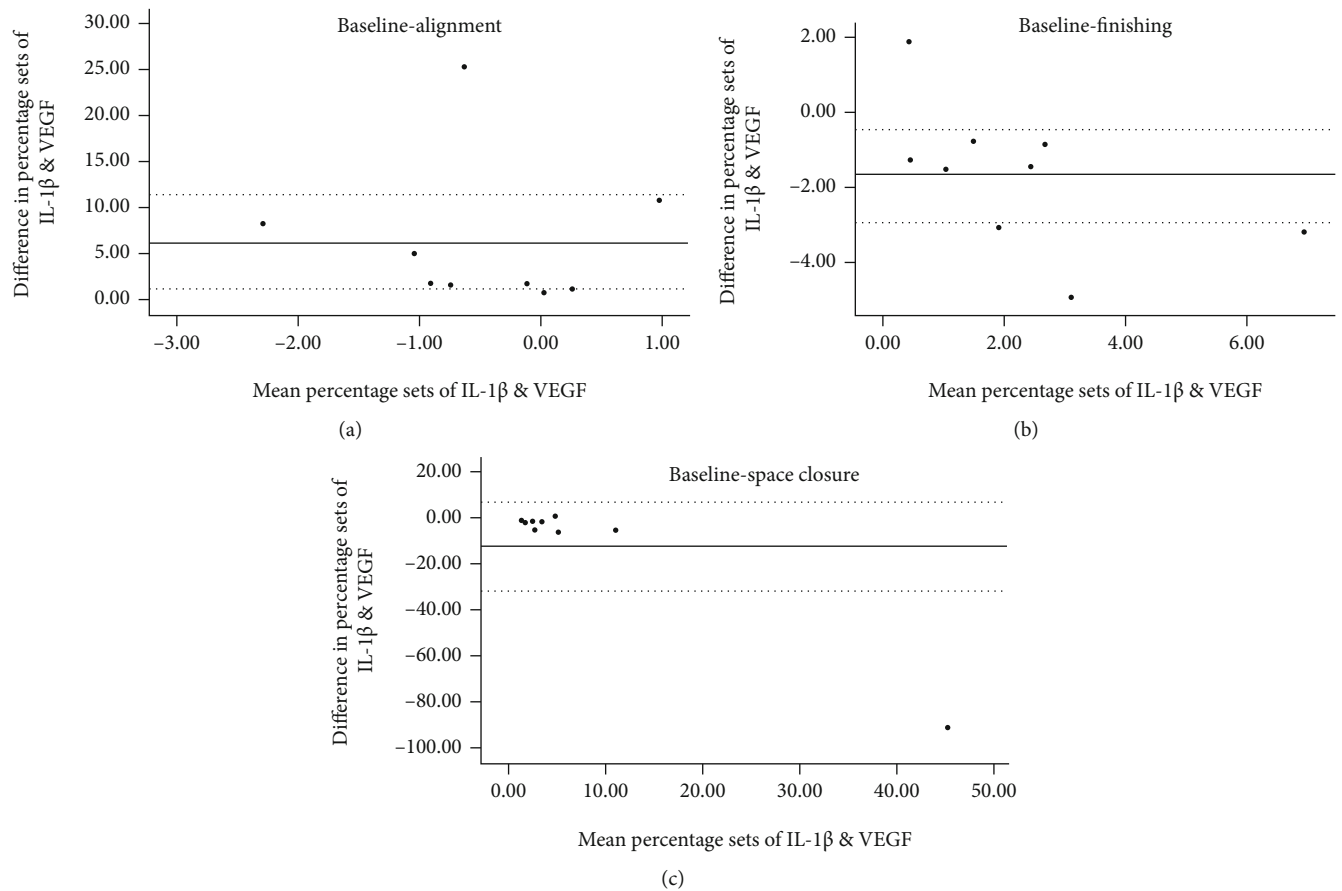 Baseline-alignment
Difference in percentage sets of
IL-1β & VEGF
30.00
25.00
20.00
15.00
10.00
5.00
0.00
–3.00 –2.00 –1.00 0.00 1.00
Mean percentage sets of IL-1β & VEGF
(a)
Baseline-finishing
Difference in percentage sets of
IL-1β & VEGF
2.00
0.00
–2.00
–4.00
0.00 2.00 4.00 6.00
Mean percentage sets of IL-1β & VEGF
(b)
Baseline-space closure
Difference in percentage sets of
IL-1β & VEGF
20.00
0.00
–20.00
–40.00
–60.00
–80.00
–100.00
0.00 10.00 20.00 30.00 40.00 50.00
Mean percentage sets of IL-1β & VEGF
(c)